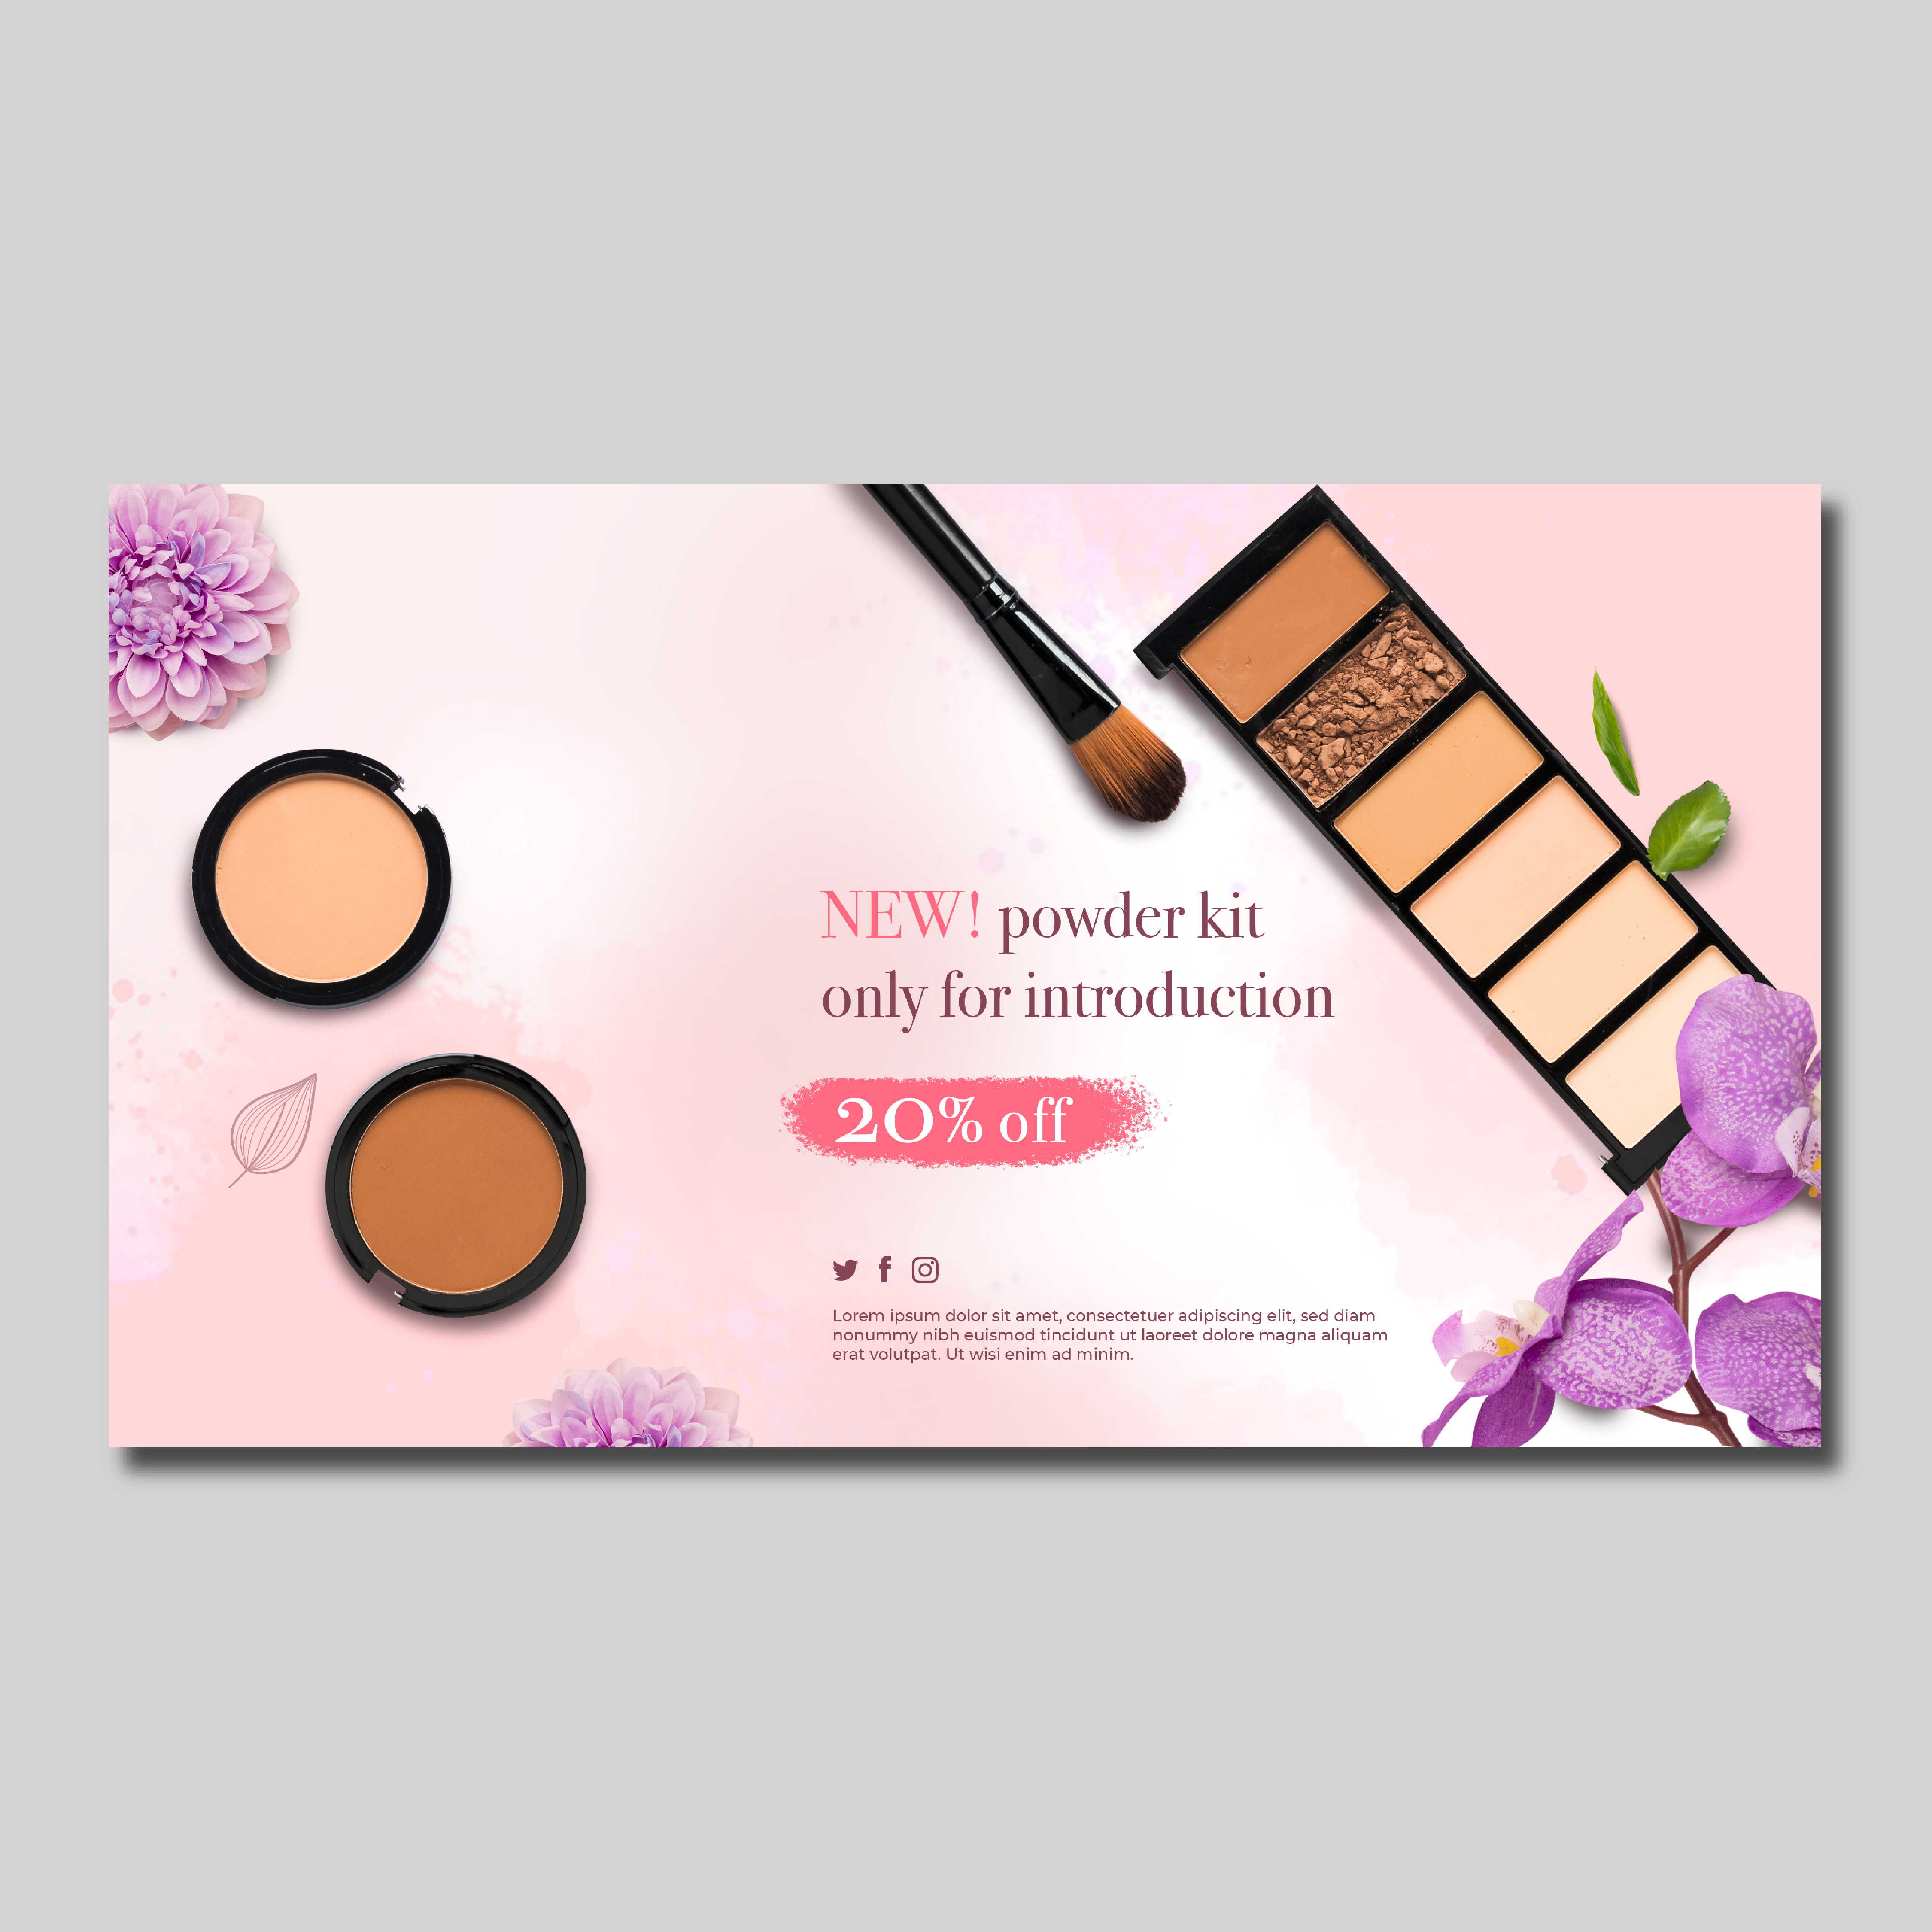 NEW! powder kit
only for introduction
20% off
Lorem ipsum dolor sit amet, consectetuer adipiscing elit, sed diam
nonummy nibh euismod tincidunt ut laoreet dolore magna aliquam
erat volutpat. Ut wisi enim ad minim.